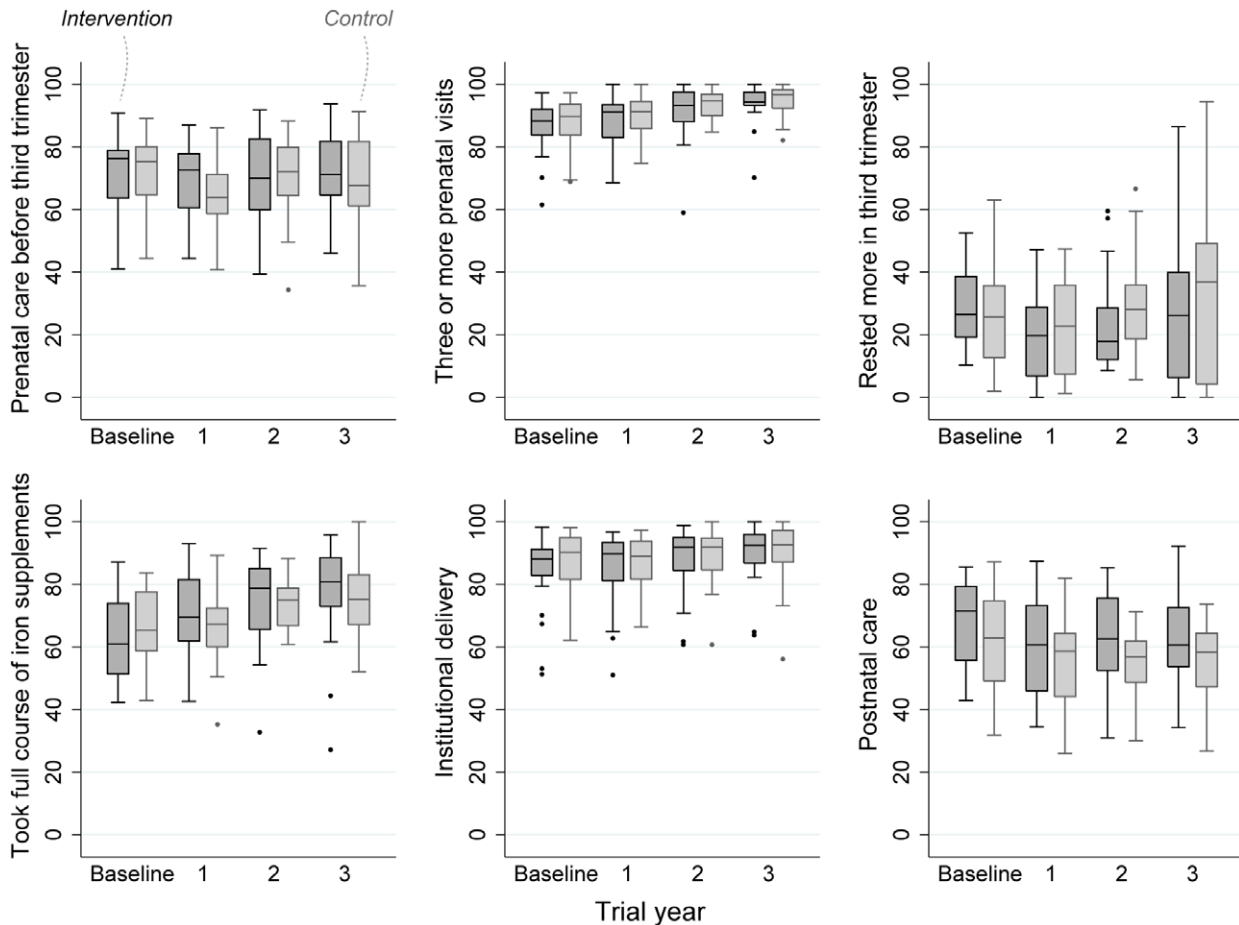 Intervention
Control
Prenatal care before third trimester
0 20 40 60 80 100
Baseline 1 2 3
Three or more prenatal visits
0 20 40 60 80 100
Baseline 1 2 3
Rested more in third trimester
0 20 40 60 80 100
Baseline 1 2 3
Took full course of iron supplements
0 20 40 60 80 100
Baseline 1 2 3
Institutional delivery
0 20 40 60 80 100
Baseline 1 2 3
Postnatal care
0 20 40 60 80 100
Baseline 1 2 3
Trial year